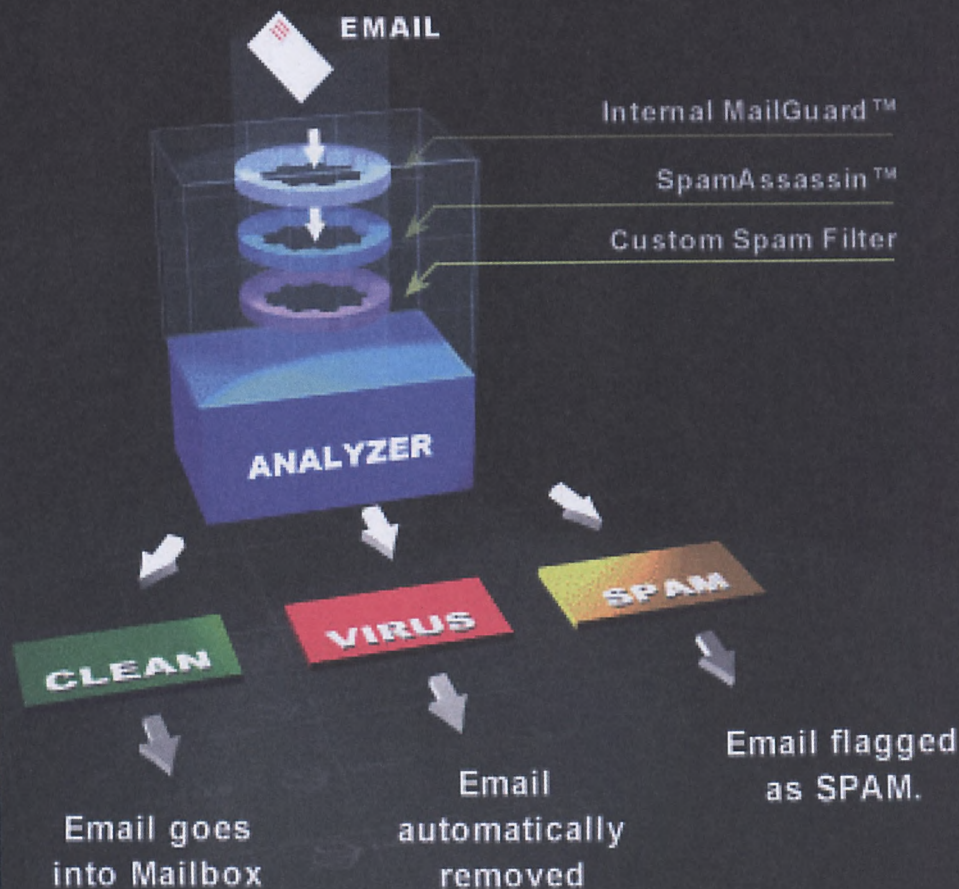 EMAIL
Internal MailGuard™
SpamAssassin™
Custom Spam Filter
ANALYZER
CLEAN
VIRUS
SPAM
Email goes
into Mailbox
Email
automatically
removed
Email flagged
as SPAM.